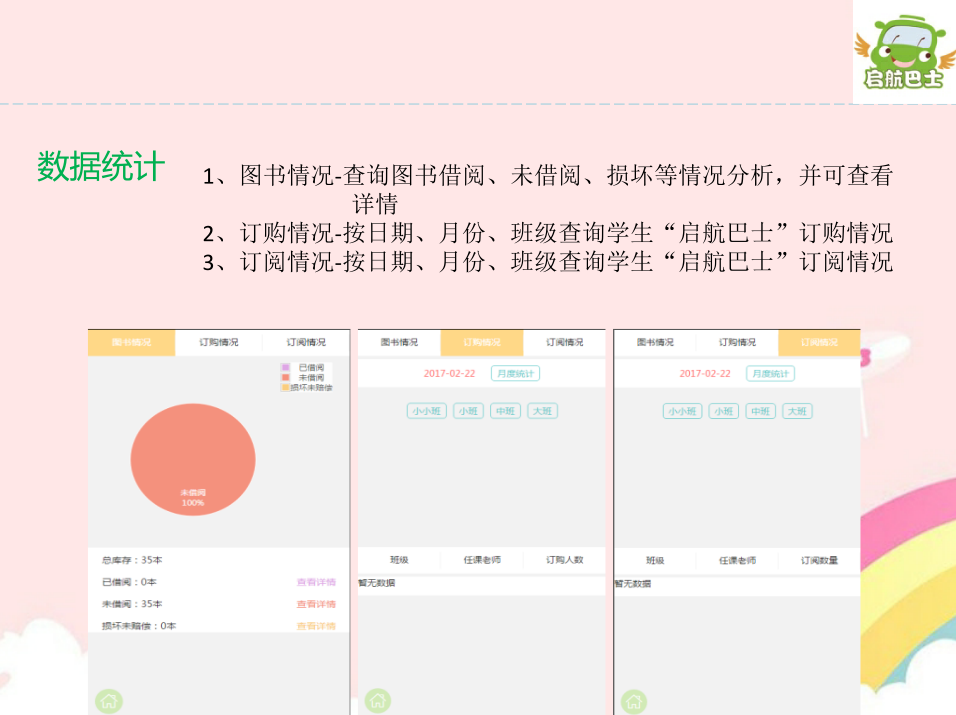 启航巴士
数据统计
1、图书情况-查询图书借阅、未借阅、损坏等情况分析，并可查看
详情
2、订购情况-按日期、月份、班级查询学生“启航巴士”订购情况
3、订阅情况-按日期、月份、班级查询学生“启航巴士”订阅情况
图书情况 订购情况 订阅情况
已借阅
未借阅
损坏未赔偿
未借阅
100%
总库存：35本
已借阅：0本 查看详情
未借阅：35本 查看详情
损坏未赔偿：0本 查看详情
图书情况 订购情况 订阅情况
2017-02-22 月度统计
小小班 小班 中班 大班
班级 任课老师 订购人数
暂无数据
图书情况 订购情况 订阅情况
2017-02-22 月度统计
小小班 小班 中班 大班
班级 任课老师 订阅数量
暂无数据